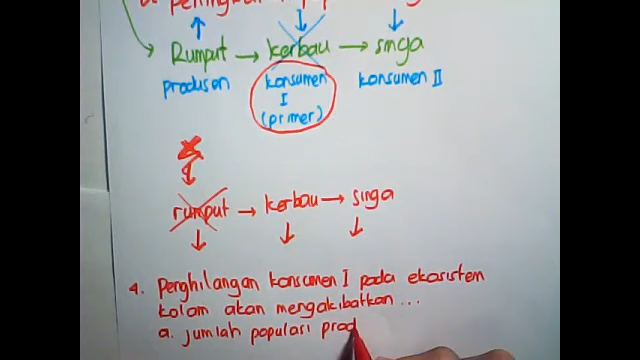 Rumput → kerbau → singa
produsen konsumen konsumen II
I
(primer)
rumput → kerbau → singa
4. Penghilangan konsumen I pada ekosistem
kolam akan mengakibatkan ...
a. jumlah populasi prod